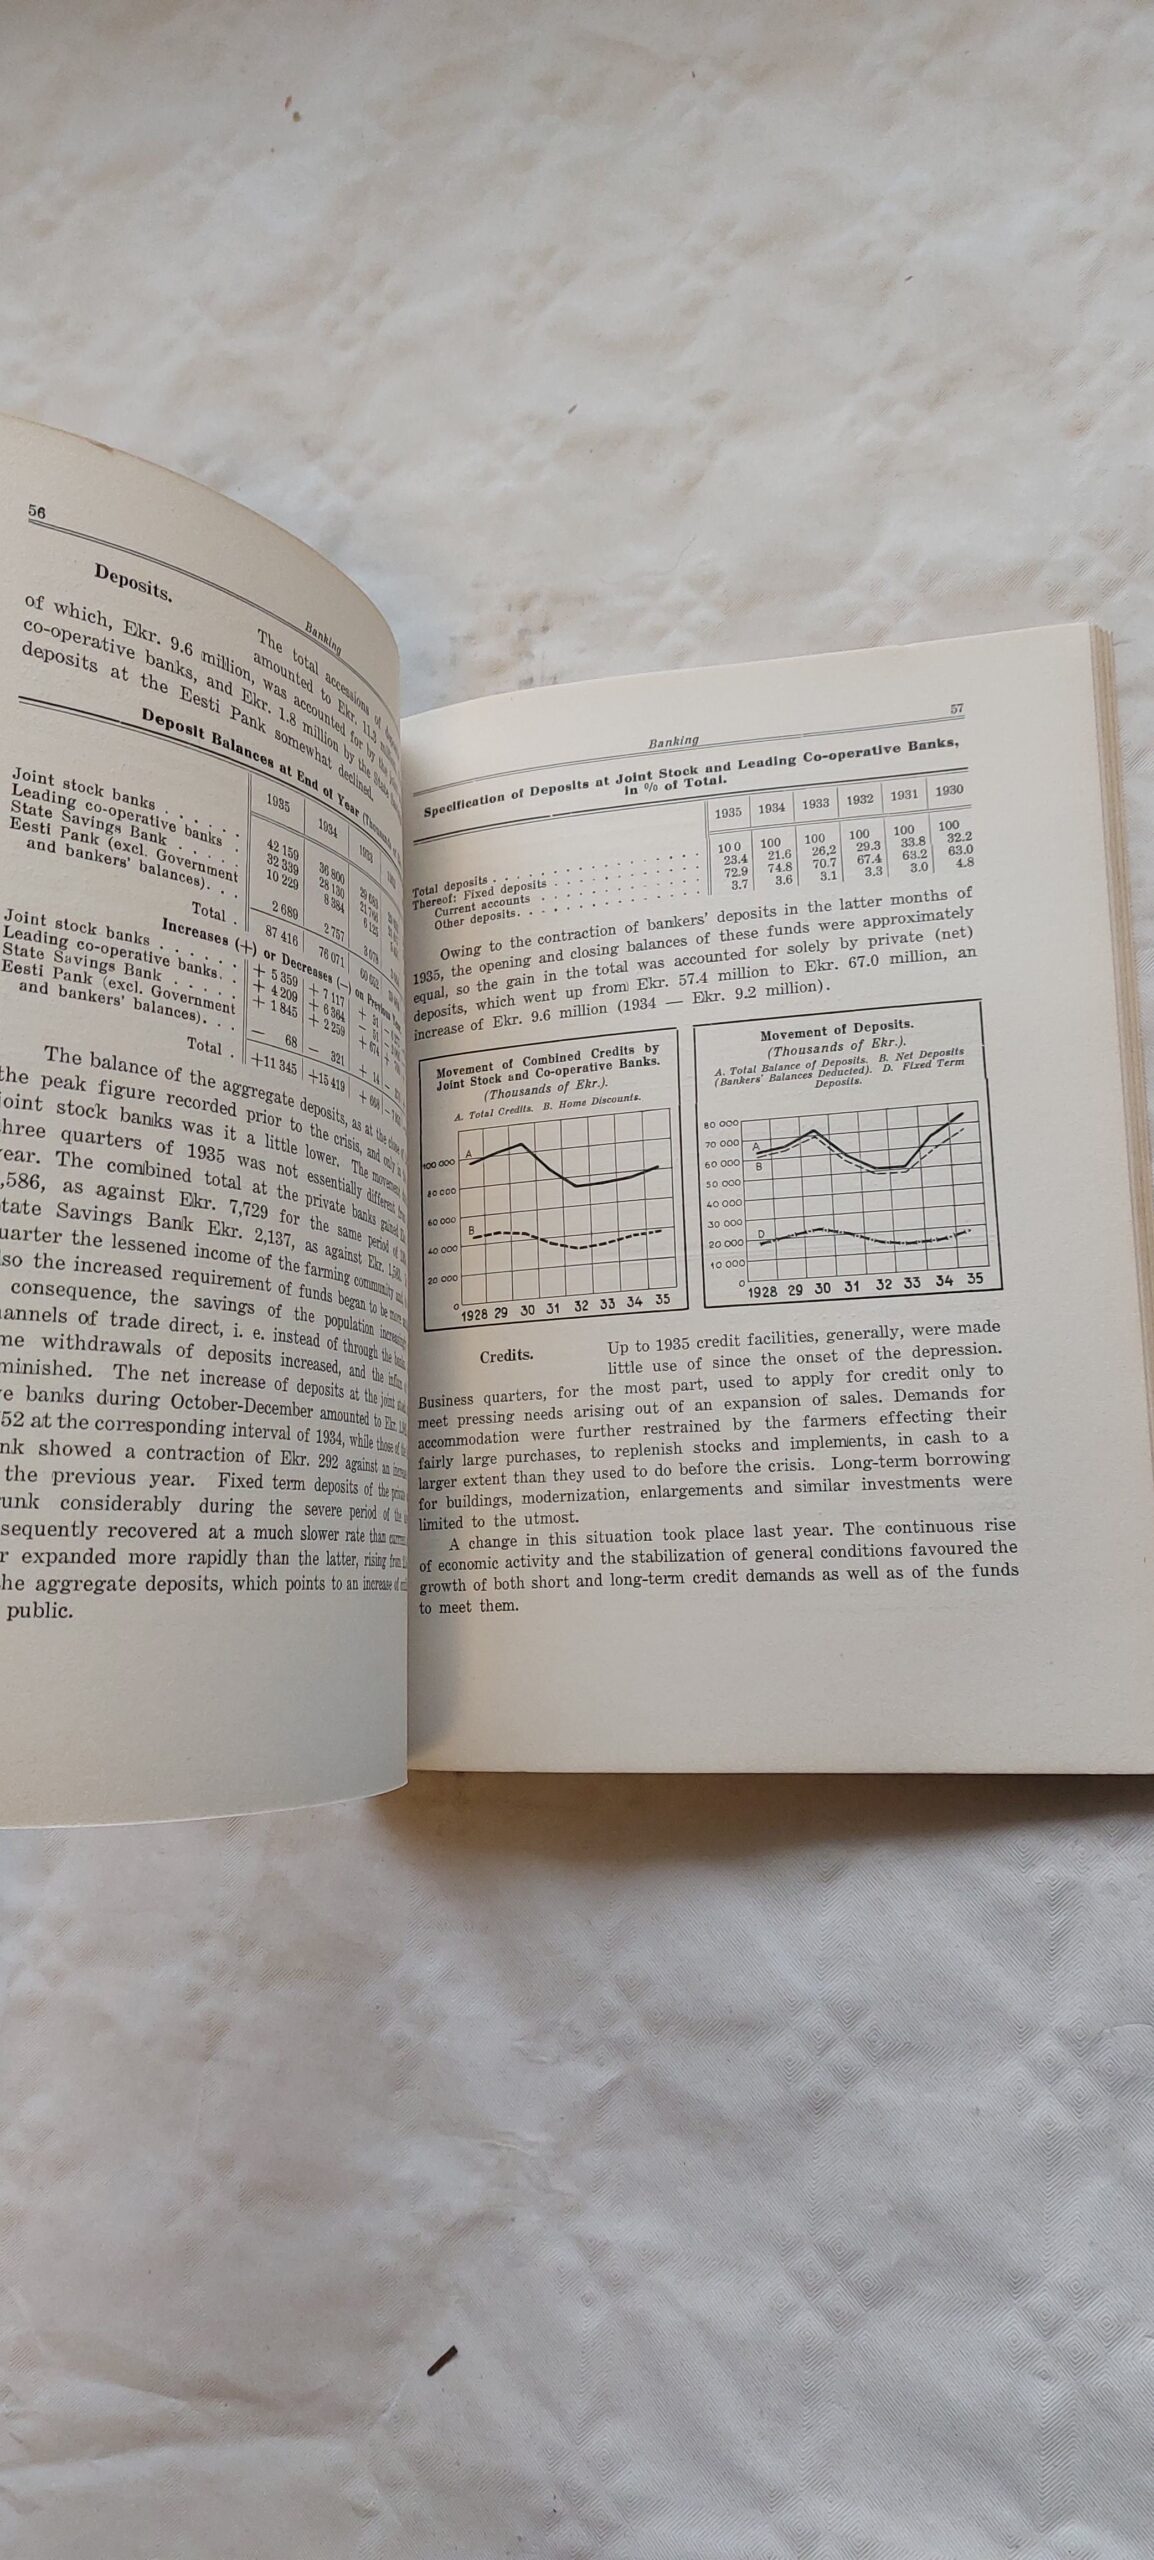 56
Banking
Deposits.
The total accessions of
amounted to Ekr. 11.3
of which, Ekr. 9.6 million, was accounted for by the
co-operative banks, and Ekr. 1.8 million by the State
deposits at the Eesti Pank somewhat declined.
Deposit Balances at End of Year (Thousands of
1935 1934 1933
Joint stock banks . . . . . 42 159 36 800
Leading co-operative banks . 32 339 28 130
State Savings Bank . . . . . 10 229 8 384
Eesti Pank (excl. Government
and bankers' balances). . . 2 689 2 757
Total . 87 416 76 071
Increases (+) or Decreases (—) on Previous Year.
Joint stock banks . . . . . + 5 359 + 7 117
Leading co-operative banks. . + 4 209 + 6 364
State Savings Bank . . . . . + 1 845 + 2 259
Eesti Pank (excl. Government
and bankers' balances). . . — 68 — 321 + 14
Total . +11 345 +15 419
The balance of the aggregate deposits, as at the close
the peak figure recorded prior to the crisis, and only
joint stock banks was it a little lower. The movement
three quarters of 1935 was not essentially different
year. The combined total at the private banks gained
,586, as against Ekr. 7,729 for the same period of
State Savings Bank Ekr. 2,137, as against Ekr.
quarter the lessened income of the farming community
also the increased requirement of funds began to be
consequence, the savings of the population increasingly
channels of trade direct, i. e. instead of through the banks,
withdrawals of deposits increased, and the
minished. The net increase of deposits at the joint
banks during October-December amounted to Ekr.
52 at the corresponding interval of 1934, while those of the
nk showed a contraction of Ekr. 292 against an
the previous year. Fixed term deposits of the
runk considerably during the severe period of the
sequently recovered at a much slower rate than
r expanded more rapidly than the latter, rising from
the aggregate deposits, which points to an increase of
public.
57
Banking
Specification of Deposits at Joint Stock and Leading Co-operative Banks,
in % of Total.
1935 1934 1933 1932 1931 1930
Total deposits . . . . . . . . . . . . . . . 100 100 100 100 100 100
Thereof: Fixed deposits . . . . . . . . . . . 23.4 21.6 26.2 29.3 33.8 32.2
Current accounts . . . . . . . . . . . 72.9 74.8 70.7 67.4 63.2 63.0
Other deposits. . . . . . . . . . . . . 3.7 3.6 3.1 3.3 3.0 4.8
Owing to the contraction of bankers' deposits in the latter months of
1935, the opening and closing balances of these funds were approximately
equal, so the gain in the total was accounted for solely by private (net)
deposits, which went up from Ekr. 57.4 million to Ekr. 67.0 million, an
increase of Ekr. 9.6 million (1934 — Ekr. 9.2 million).
Movement of Combined Credits by
Joint Stock and Co-operative Banks.
(Thousands of Ekr.).
A. Total Credits. B. Home Discounts.
A
B
100 000
80 000
60 000
40 000
20 000
0
1928 29 30 31 32 33 34 35
Movement of Deposits.
(Thousands of Ekr.).
A. Total Balance of Deposits. B. Net Deposits
(Bankers' Balances Deducted). D. Fixed Term
Deposits.
80 000
70 000
60 000
50 000
40 000
30 000
20 000
10 000
0
A
B
D
1928 29 30 31 32 33 34 35
Credits.
Up to 1935 credit facilities, generally, were made
little use of since the onset of the depression.
Business quarters, for the most part, used to apply for credit only to
meet pressing needs arising out of an expansion of sales. Demands for
accommodation were further restrained by the farmers effecting their
fairly large purchases, to replenish stocks and implements, in cash to a
larger extent than they used to do before the crisis. Long-term borrowing
for buildings, modernization, enlargements and similar investments were
limited to the utmost.
A change in this situation took place last year. The continuous rise
of economic activity and the stabilization of general conditions favoured the
growth of both short and long-term credit demands as well as of the funds
to meet them.